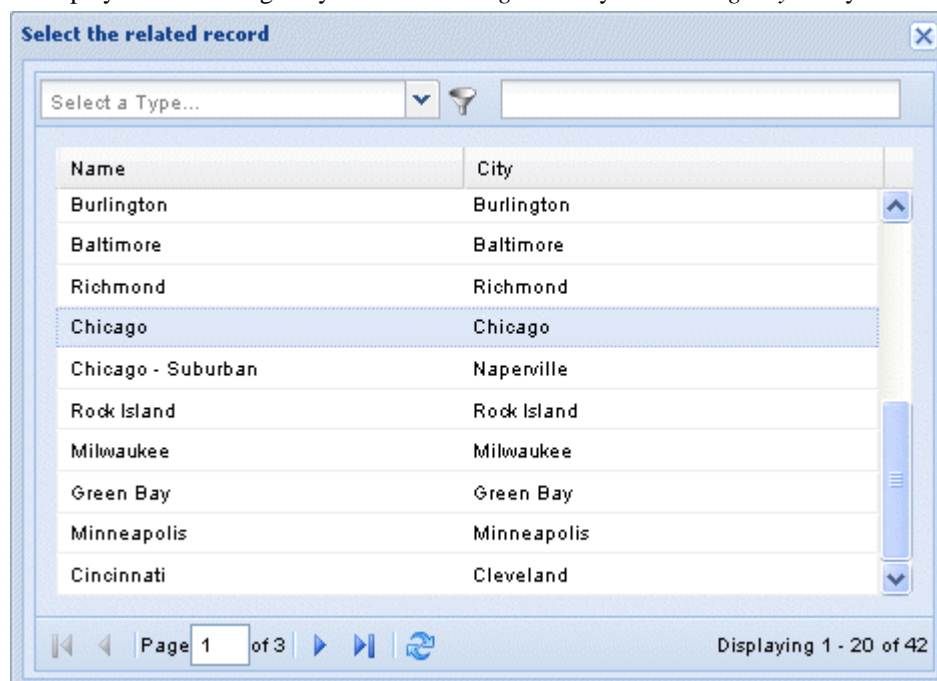 Select the related record
Select a Type...
Name City
Burlington Burlington
Baltimore Baltimore
Richmond Richmond
Chicago Chicago
Chicago - Suburban Naperville
Rock Island Rock Island
Milwaukee Milwaukee
Green Bay Green Bay
Minneapolis Minneapolis
Cincinnati Cleveland
Page 1 of 3 Displaying 1 - 20 of 42